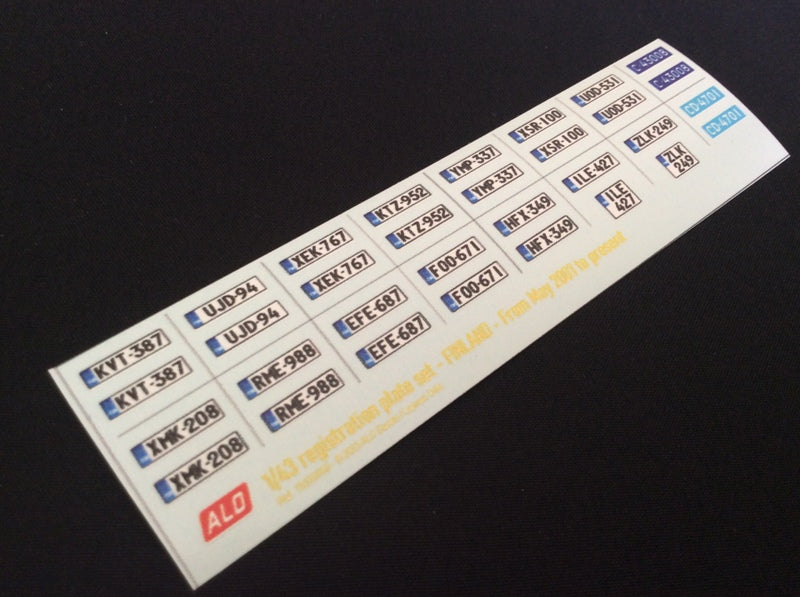 KVT-387
KVT-387
UJD-94
UJD-94
XEK-767
XEK-767
KTZ-952
KTZ-952
YMP-337
YMP-337
XSR-100
XSR-100
UOD-531
UOD-531
C-43008
C-43008
XMK-208
XMK-208
RME-988
RME-988
EFE-687
EFE-687
FOO-671
FOO-671
HFX-349
HFX-349
ILE-427
ILE
427
ZLK-249
ZLK
249
CD-4701
CD-4701
ALO
1/43 registration plate set - FINLAND - From May 2001 to present